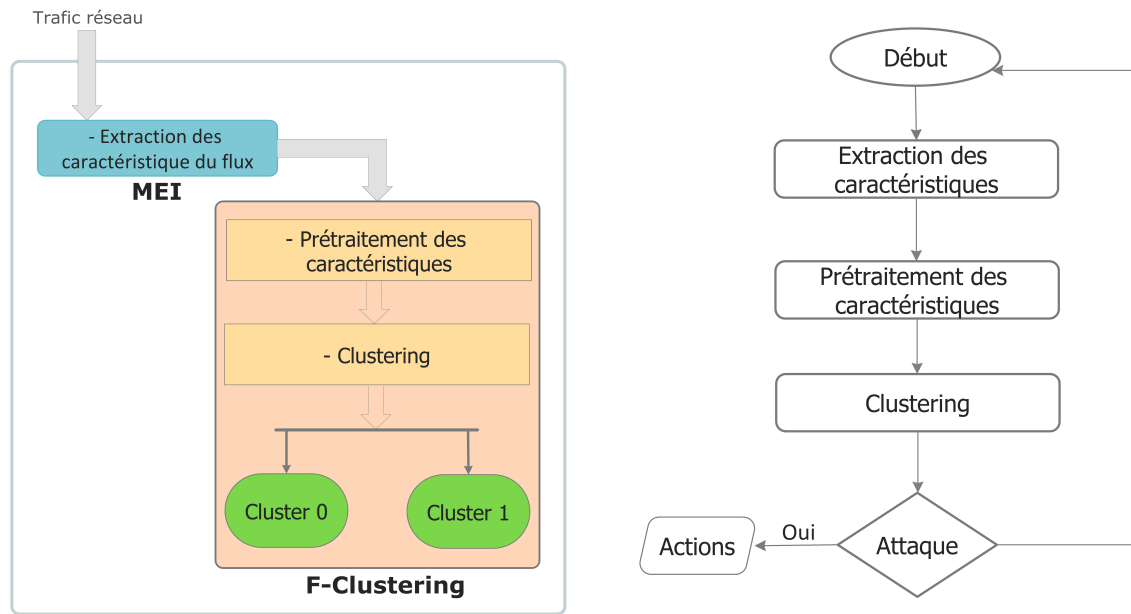 Trafic réseau
- Extraction des
caractéristique du flux
MEI
- Prétraitement des
caractéristiques
- Clustering
Cluster 0
Cluster 1
F-Clustering
Début
Extraction des
caractéristiques
Prétraitement des
caractéristiques
Clustering
Attaque
Oui
Actions